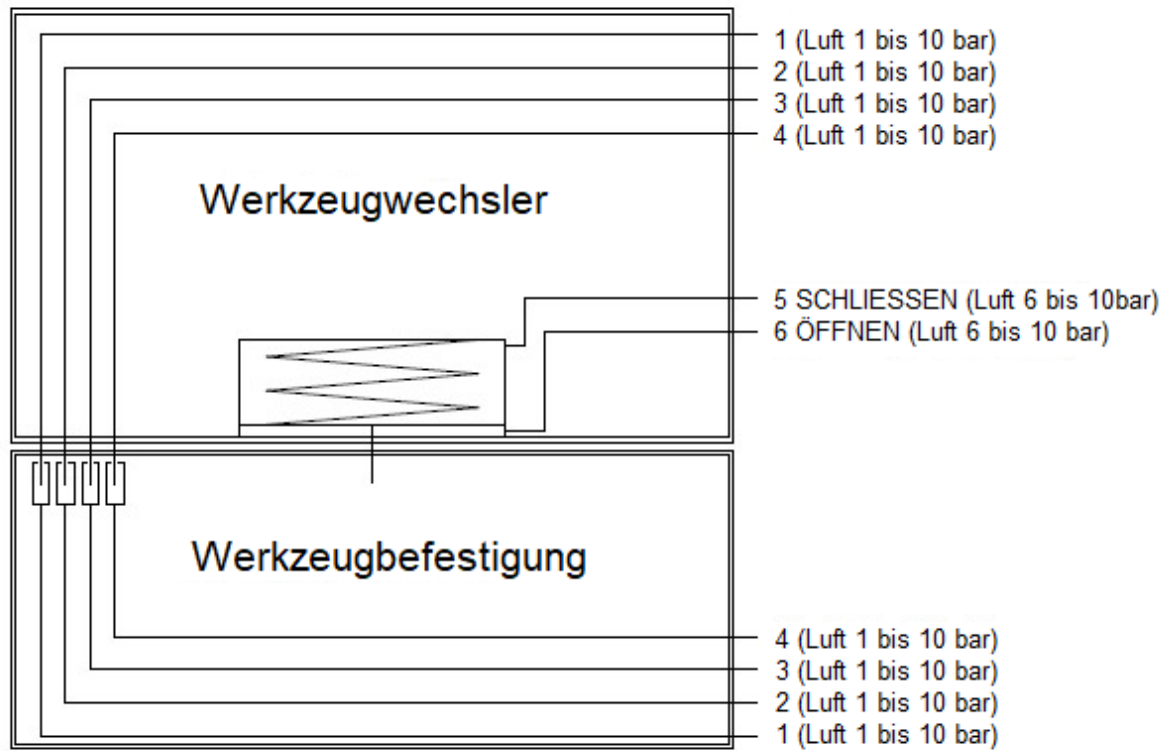 1 (Luft 1 bis 10 bar)
2 (Luft 1 bis 10 bar)
3 (Luft 1 bis 10 bar)
4 (Luft 1 bis 10 bar)
Werkzeugwechsler
5 SCHLIESSEN (Luft 6 bis 10bar)
6 ÖFFNEN (Luft 6 bis 10 bar)
Werkzeugbefestigung
4 (Luft 1 bis 10 bar)
3 (Luft 1 bis 10 bar)
2 (Luft 1 bis 10 bar)
1 (Luft 1 bis 10 bar)